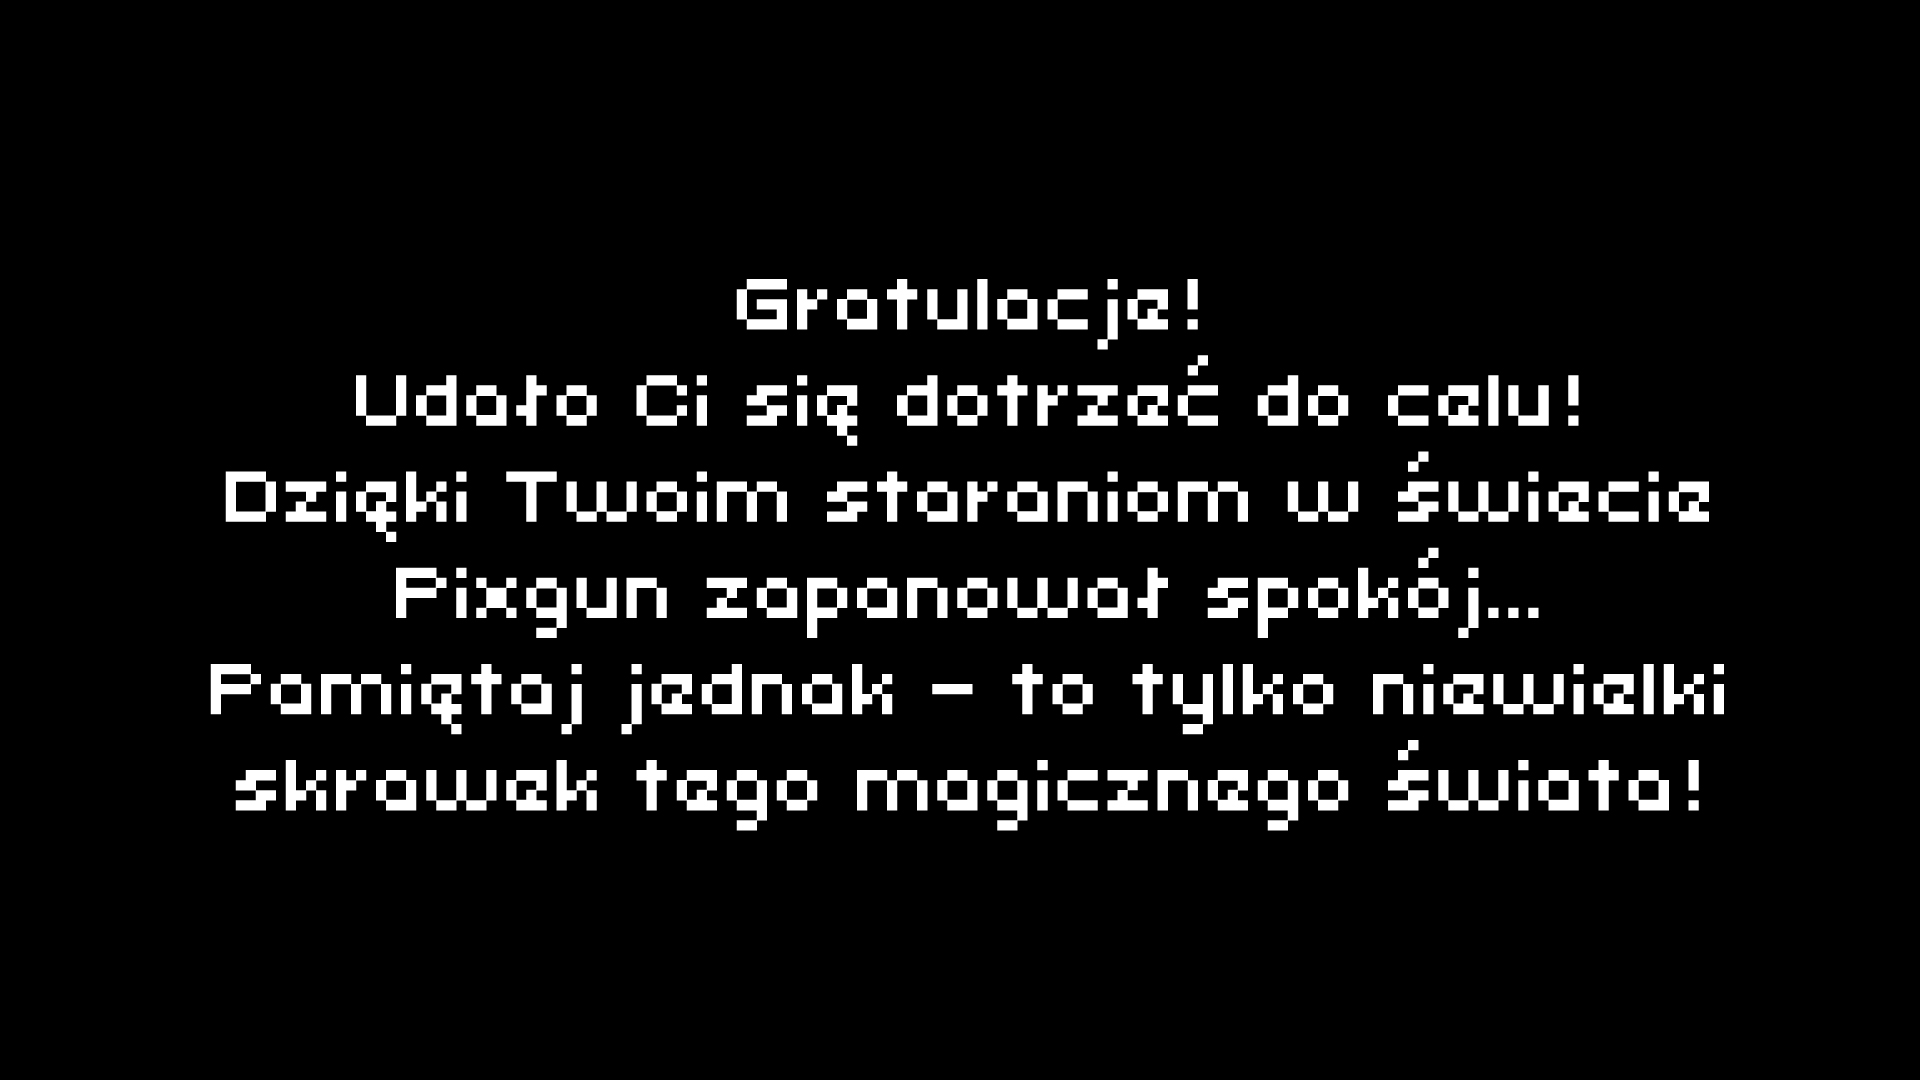 Gratulacje!
Udało Ci się dotrzeć do celu!
Dzięki Twoim staraniom w świecie
Pixgun zapanował spokój...
Pamiętaj jednak – to tylko niewielki
skrawek tego magicznego świata!